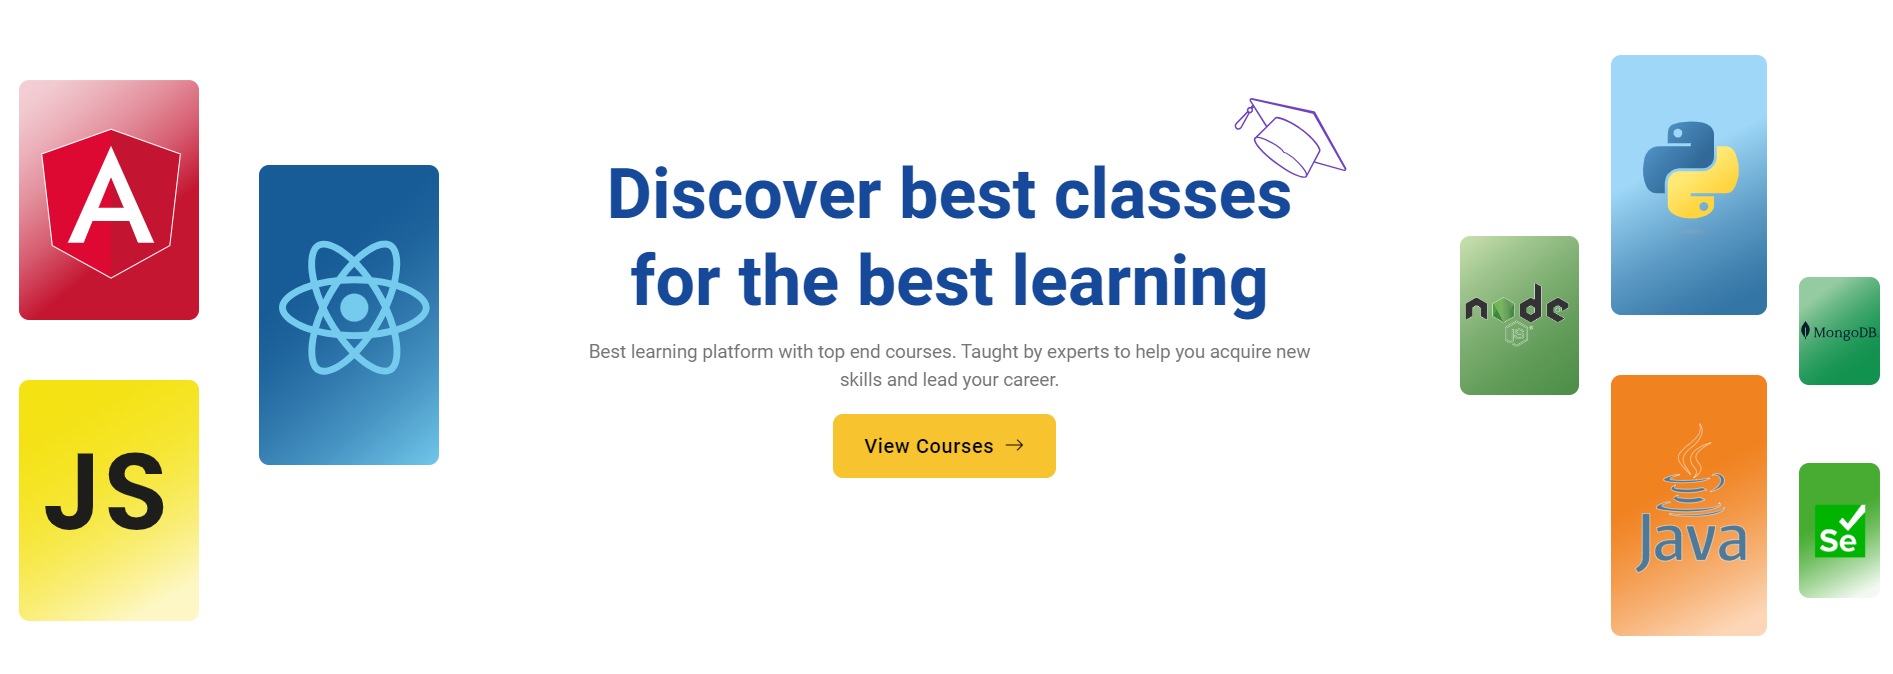 Discover best classes
for the best learning
Best learning platform with top end courses. Taught by experts to help you acquire new
skills and lead your career.
View Courses
A
JS
node
JS
Java
MongoDB.
Se